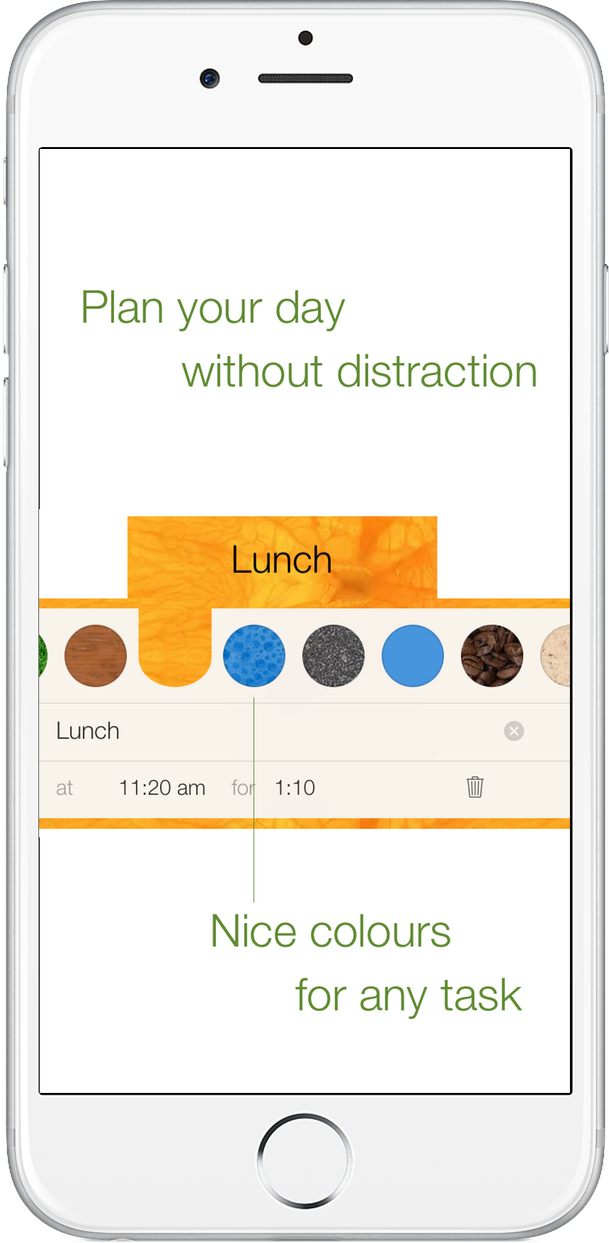 Plan your day
without distraction
Lunch
Lunch
at 11:20 am for 1:10
Nice colours
for any task